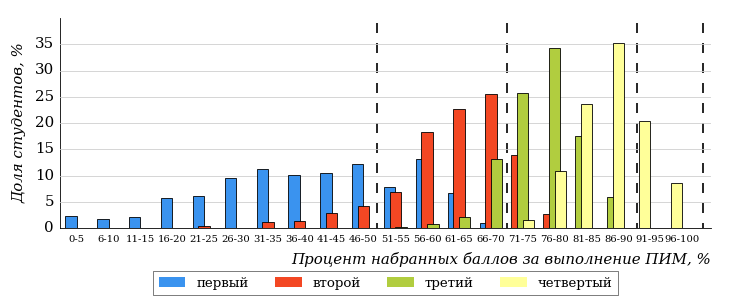 Доля студентов, %
35
30
25
20
15
10
5
0
0-5 6-10 11-15 16-20 21-25 26-30 31-35 36-40 41-45 46-50 51-55 56-60 61-65 66-70 71-75 76-80 81-85 86-90 91-95 96-100
Процент набранных баллов за выполнение ПИМ, %
первый второй третий четвертый